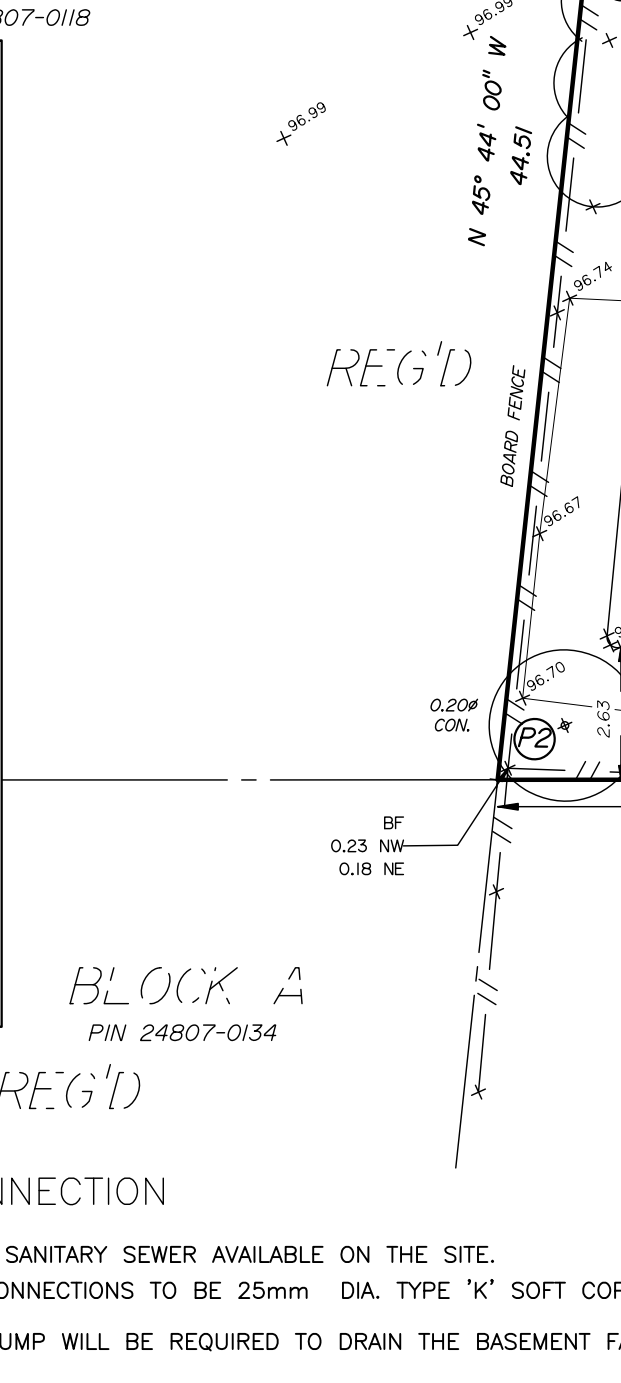 807-0118
96.99
96.99
N 45° 44' 00" W
44.51
96.74
REG'D
BOARD FENCE
96.67
96.70
0.20ø
CON.
2.63
P2
BF
0.23 NW
0.18 NE
BLOCK A
PIN 24807-0134
REG'D
NNECTION
SANITARY SEWER AVAILABLE ON THE SITE.
ONNECTIONS TO BE 25mm DIA. TYPE 'K' SOFT COP
UMP WILL BE REQUIRED TO DRAIN THE BASEMENT FA